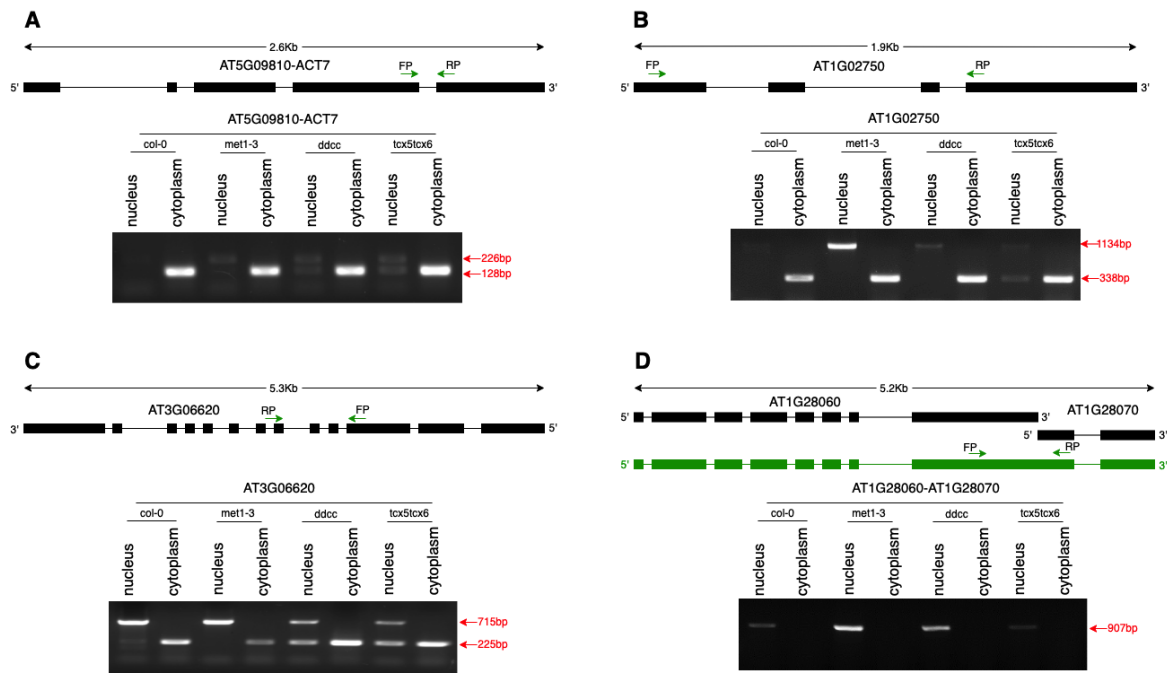 A
2.6Kb
AT5G09810-ACT7
FP
RP
5'
3'
AT5G09810-ACT7
col-0 met1-3 ddcc tcx5tcx6
nucleus cytoplasm nucleus cytoplasm nucleus cytoplasm nucleus cytoplasm
226bp
128bp
B
1.9Kb
FP
AT1G02750
RP
5'
3'
AT1G02750
col-0 met1-3 ddcc tcx5tcx6
nucleus cytoplasm nucleus cytoplasm nucleus cytoplasm nucleus cytoplasm
1134bp
338bp
C
5.3Kb
AT3G06620
RP
FP
3'
5'
AT3G06620
col-0 met1-3 ddcc tcx5tcx6
nucleus cytoplasm nucleus cytoplasm nucleus cytoplasm nucleus cytoplasm
715bp
225bp
D
5.2Kb
AT1G28060
5'
3'
AT1G28070
5'
3'
FP
RP
5'
3'
AT1G28060-AT1G28070
col-0 met1-3 ddcc tcx5tcx6
nucleus cytoplasm nucleus cytoplasm nucleus cytoplasm nucleus cytoplasm
907bp